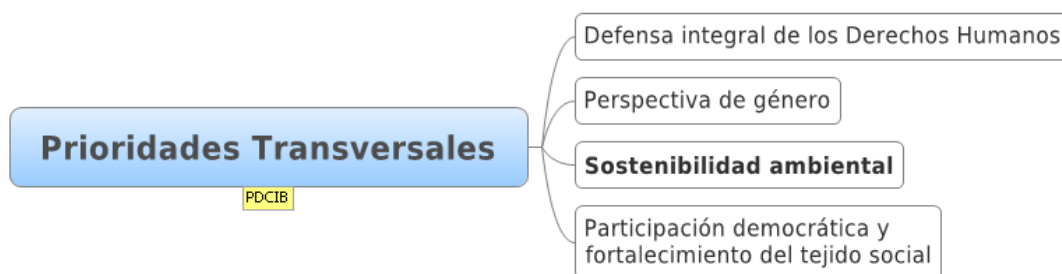 Prioridades Transversales
PDCIB
Defensa integral de los Derechos Humanos
Perspectiva de género
Sostenibilidad ambiental
Participación democrática y
fortalecimiento del tejido social